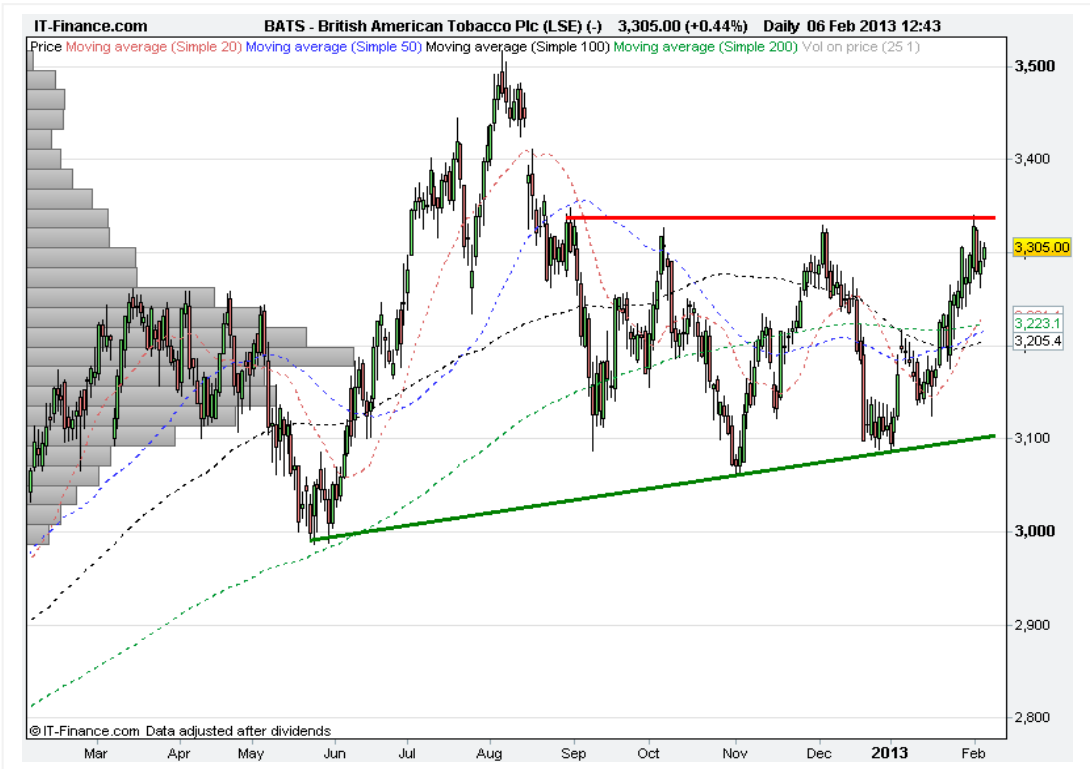 IT-Finance.com BATS - British American Tobacco Plc (LSE) (-) 3,305.00 (+0.44%) Daily 06 Feb 2013 12:43
Price Moving average (Simple 20) Moving average (Simple 50) Moving average (Simple 100) Moving average (Simple 200) Vol on price (25 1)
3,500
3,400
3,305.00
3,223.1
3,205.4
3,100
3,000
2,900
2,800
© IT-Finance.com Data adjusted after dividends
Mar Apr May Jun Jul Aug Sep Oct Nov Dec 2013 Feb